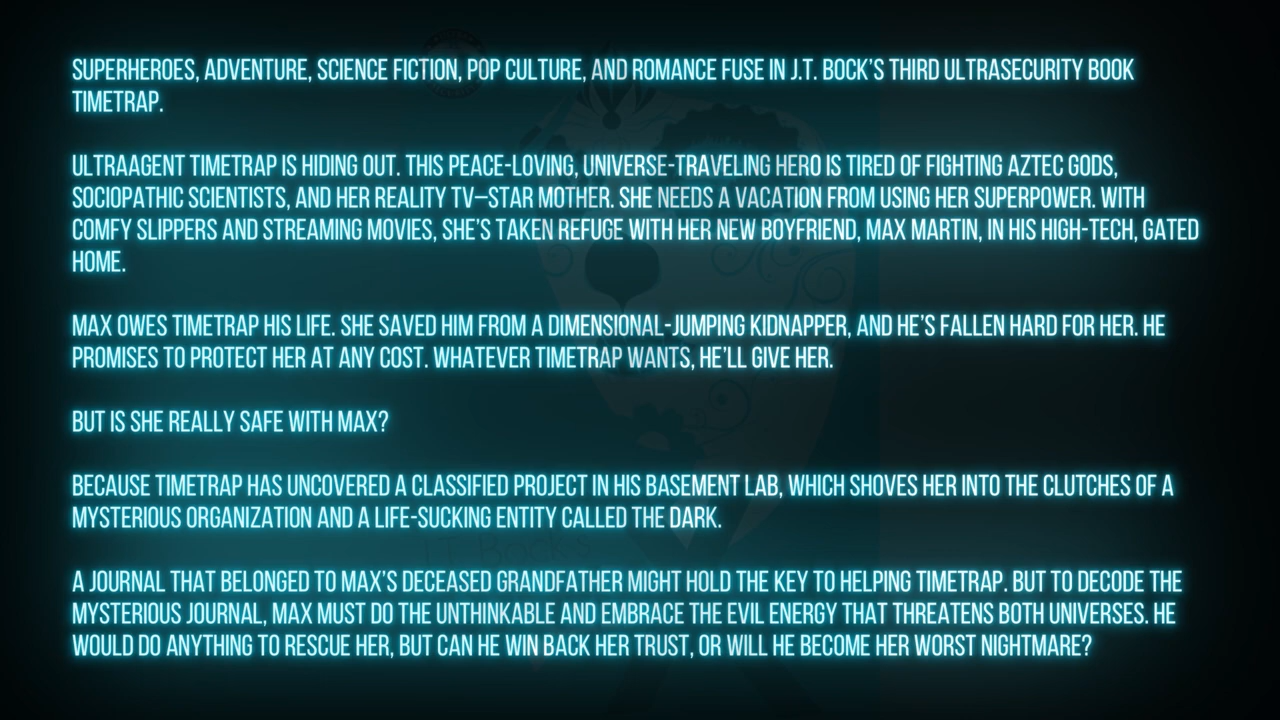 SUPERHEROES, ADVENTURE, SCIENCE FICTION, POP CULTURE, AND ROMANCE FUSE IN J.T. BOCK'S THIRD ULTRASECURITY BOOK
TIMETRAP.
ULTRAAGENT TIMETRAP IS HIDING OUT. THIS PEACE-LOVING, UNIVERSE-TRAVELING HERO IS TIRED OF FIGHTING AZTEC GODS,
SOCIOPATHIC SCIENTISTS, AND HER REALITY TV–STAR MOTHER. SHE NEEDS A VACATION FROM USING HER SUPERPOWER. WITH
COMFY SLIPPERS AND STREAMING MOVIES, SHE'S TAKEN REFUGE WITH HER NEW BOYFRIEND, MAX MARTIN, IN HIS HIGH-TECH, GATED
HOME.
MAX OWES TIMETRAP HIS LIFE. SHE SAVED HIM FROM A DIMENSIONAL-JUMPING KIDNAPPER, AND HE'S FALLEN HARD FOR HER. HE
PROMISES TO PROTECT HER AT ANY COST. WHATEVER TIMETRAP WANTS, HE'LL GIVE HER.
BUT IS SHE REALLY SAFE WITH MAX?
BECAUSE TIMETRAP HAS UNCOVERED A CLASSIFIED PROJECT IN HIS BASEMENT LAB, WHICH SHOVES HER INTO THE CLUTCHES OF A
MYSTERIOUS ORGANIZATION AND A LIFE-SUCKING ENTITY CALLED THE DARK.
J.T. Bock's
A JOURNAL THAT BELONGED TO MAX'S DECEASED GRANDFATHER MIGHT HOLD THE KEY TO HELPING TIMETRAP. BUT TO DECODE THE
MYSTERIOUS JOURNAL, MAX MUST DO THE UNTHINKABLE AND EMBRACE THE EVIL ENERGY THAT THREATENS BOTH UNIVERSES. HE
WOULD DO ANYTHING TO RESCUE HER, BUT CAN HE WIN BACK HER TRUST, OR WILL HE BECOME HER WORST NIGHTMARE?